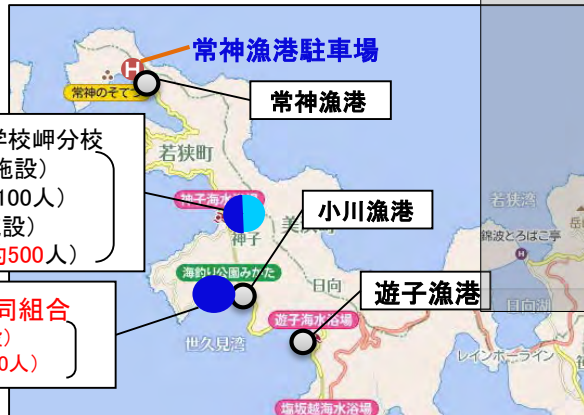 常神漁港駐車場
H
常神のそてつ
常神漁港
学校岬分校
施設）
100人）
設）
約500人）
若狭町
神子海水浴場
神子
美浜町
小川漁港
若狭湾
錦波とろばこ亭
H
海釣り公園みかた
日向
日向湖
遊子漁港
同組合
）
0人）
遊子海水浴場
世久見湾
レインボーライン
塩坂越海水浴場